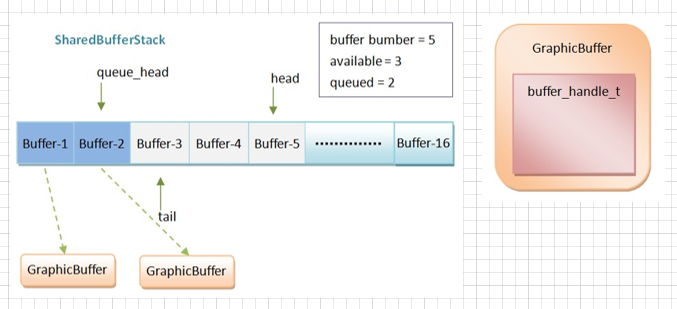 SharedBufferStack
buffer bumber = 5
available = 3
queued = 2
queue_head
head
Buffer-1
Buffer-2
Buffer-3
Buffer-4
Buffer-5
..............
Buffer-16
tail
GraphicBuffer
GraphicBuffer
GraphicBuffer
buffer_handle_t